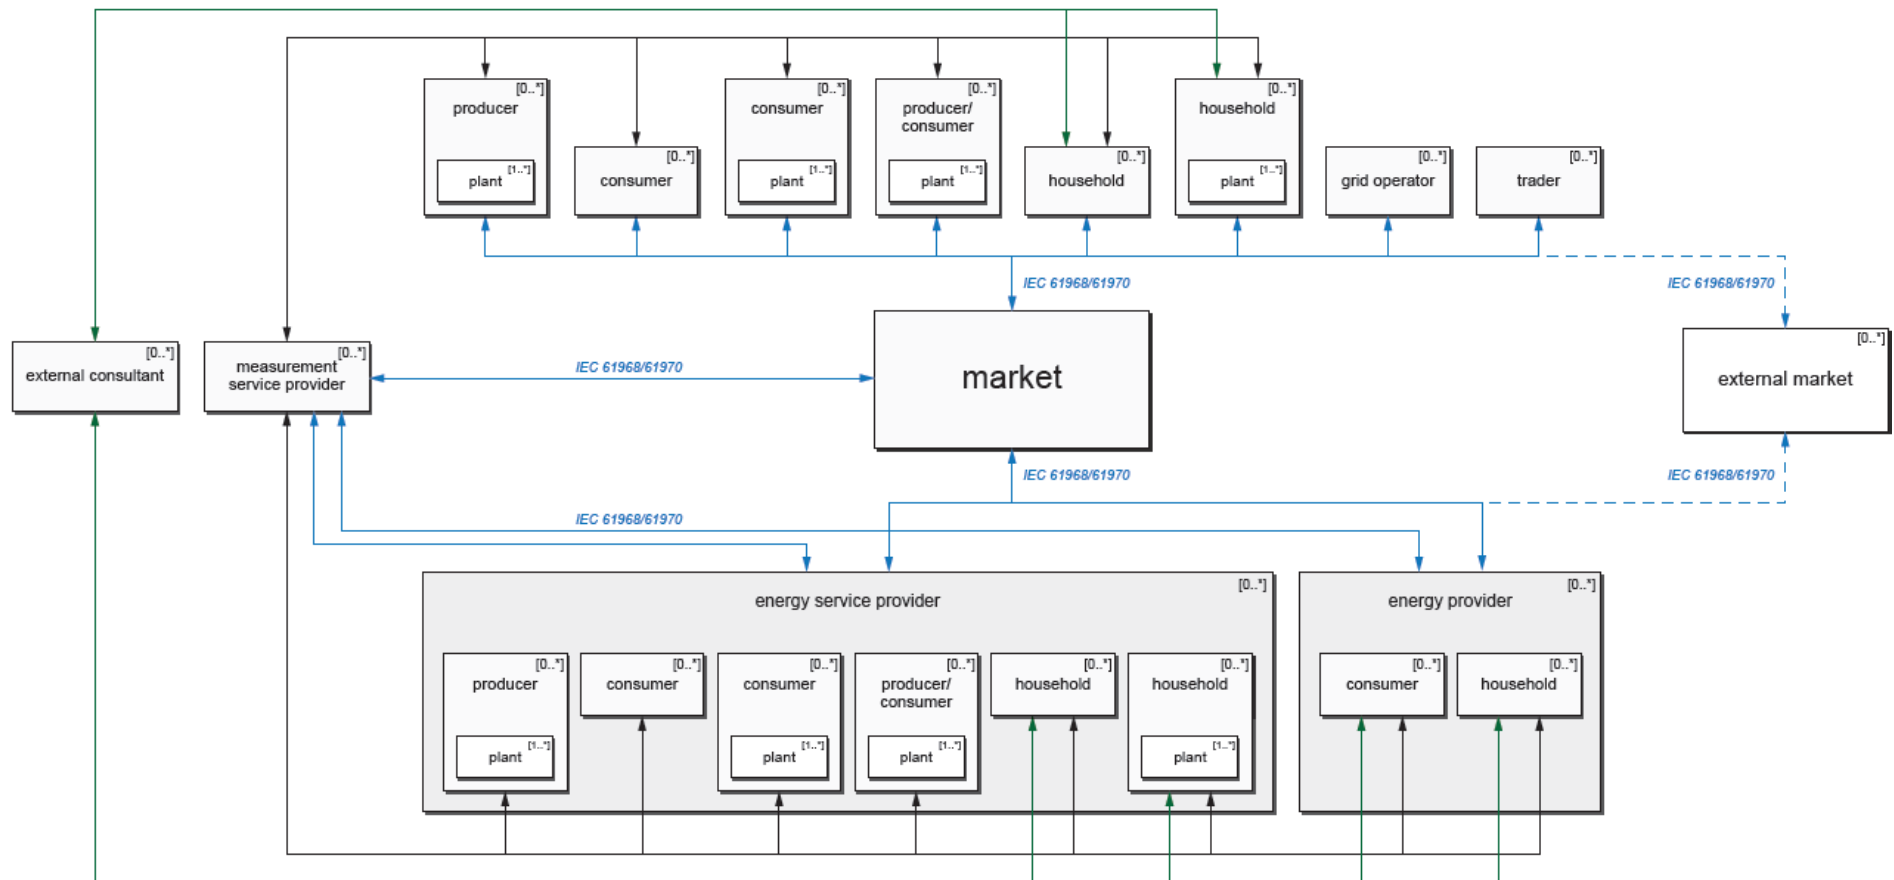 [0..*]
producer
[1..*]
plant
[0..*]
consumer
[0..*]
consumer
[1..*]
plant
[0..*]
producer/
consumer
[1..*]
plant
[0..*]
household
[0..*]
household
[1..*]
plant
[0..*]
grid operator
[0..*]
trader
IEC 61968/61970
IEC 61968/61970
[0..*]
external consultant
[0..*]
measurement
service provider
IEC 61968/61970
market
[0..*]
external market
IEC 61968/61970
IEC 61968/61970
IEC 61968/61970
[0..*]
energy service provider
[0..*]
producer
[1..*]
plant
[0..*]
consumer
[0..*]
consumer
[1..*]
plant
[0..*]
producer/
consumer
[1..*]
plant
[0..*]
household
[0..*]
household
[1..*]
plant
[0..*]
energy provider
[0..*]
consumer
[0..*]
household